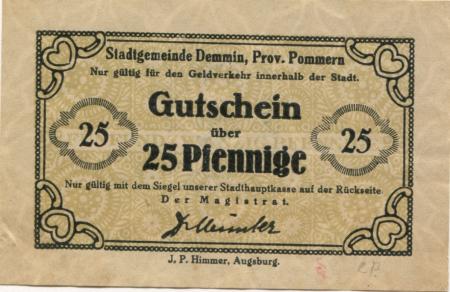 Stadtgemeinde Demmin, Prov. Pommern
Nur gültig für den Geldverkehr innerhalb der Stadt.
Gutschein
über
25 25 Pfennige 25
Nur gültig mit dem Siegel unserer Stadthauptkasse auf der Rückseite
Der Magistrat.
J. P. Himmer, Augsburg.